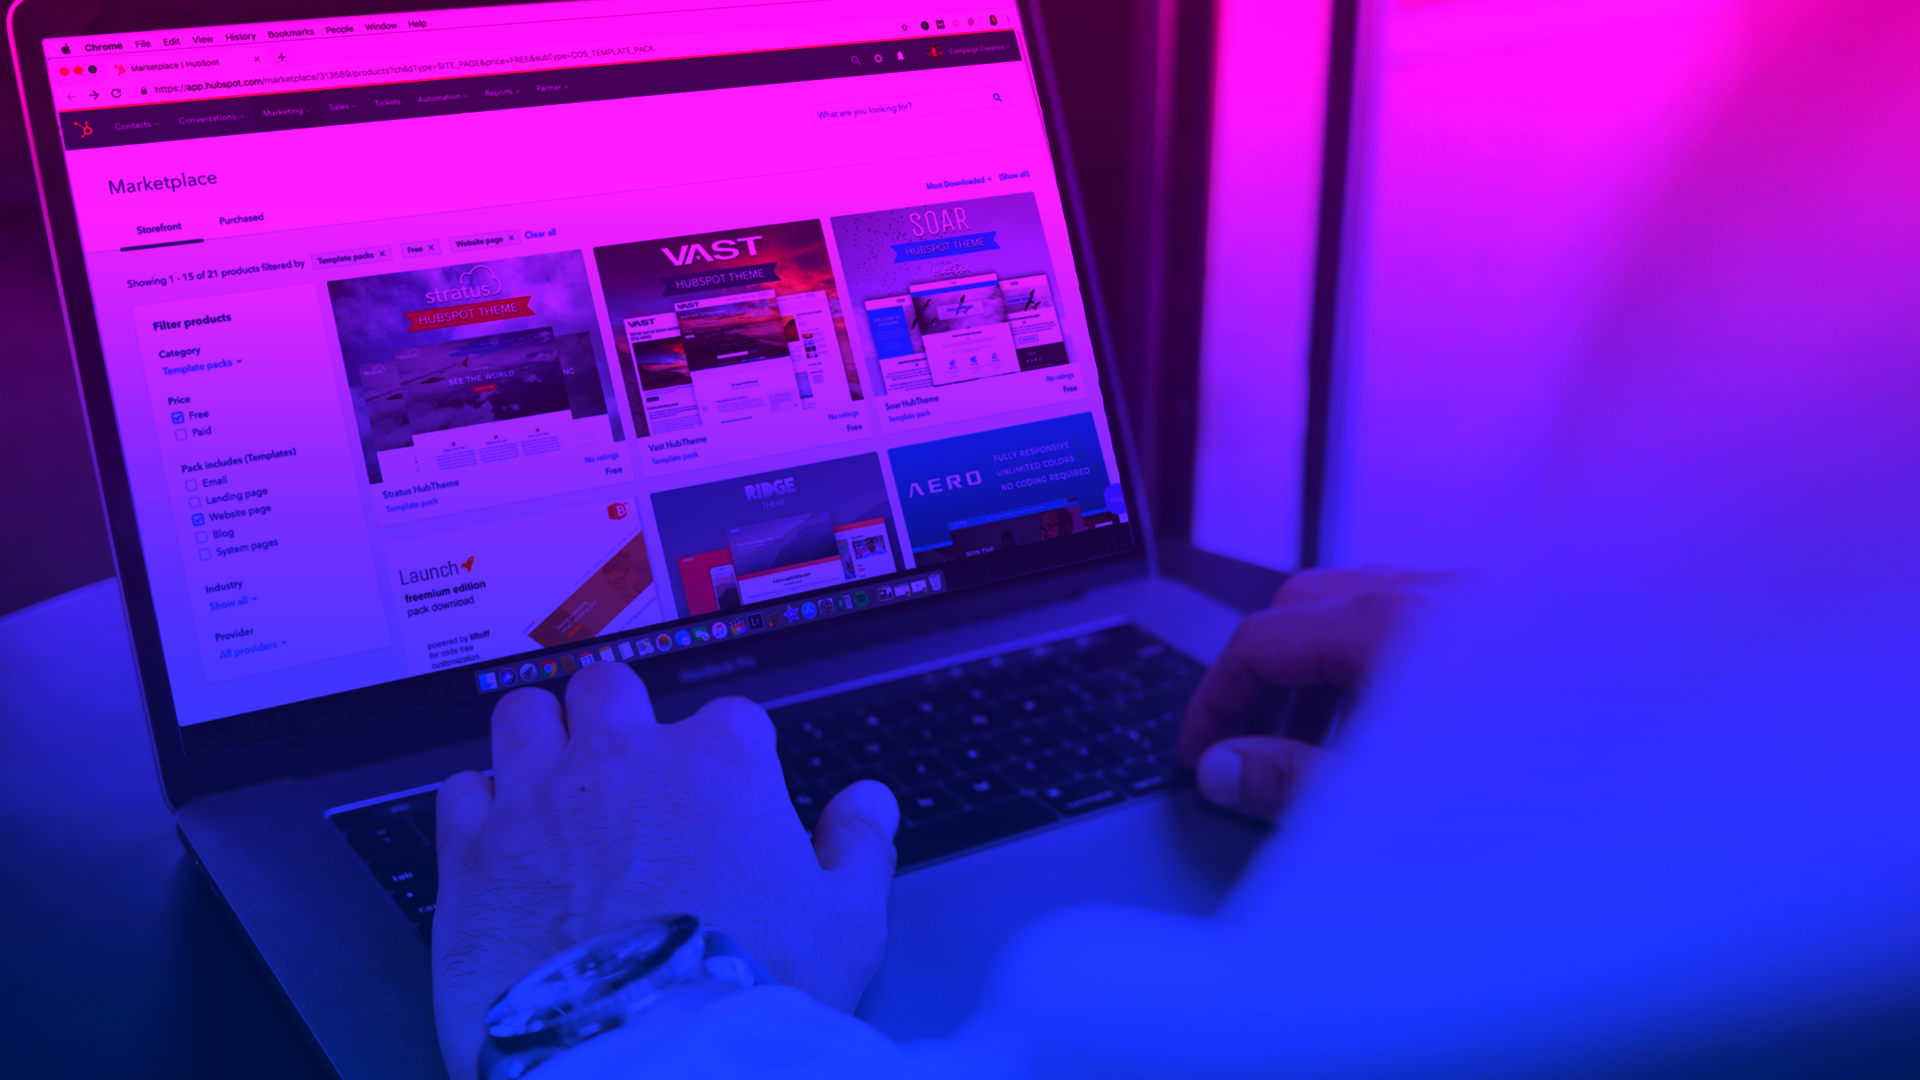 Chrome File Edit View History Bookmarks People Window Help
Marketplace | HubSpot
https://app.hubspot.com/marketplace/313589/products?childType=SITE_PAGE&price=FREE&subType=COS_TEMPLATE_PACK
Contacts Conversations Marketing Sales Tickets Automation Reports Partner
Campaign Creators
What are you looking for?
Marketplace
Storefront Purchased
Most Downloaded (Show all)
Showing 1 - 15 of 21 products filtered by Template packs Free Website page Clear all
Filter products
Category
Template packs
Price
Free
Paid
Pack includes (Templates)
Email
Landing page
Website page
Blog
System pages
Industry
Show all
Provider
All providers
stratus
HUBSPOT THEME
SEE THE WORLD
No ratings
Free
Stratus HubTheme
Template pack
VAST
HUBSPOT THEME
VAST
VAST
No ratings
Free
Vast HubTheme
Template pack
SOAR
HUBSPOT THEME
No ratings
Free
Soar HubTheme
Template pack
Launch
freemium edition
pack download
powered by liftoff
for code free
customization
RIDGE
THEME
AERO
FULLY RESPONSIVE
UNLIMITED COLORS
NO CODING REQUIRED
JOIN THE
tab